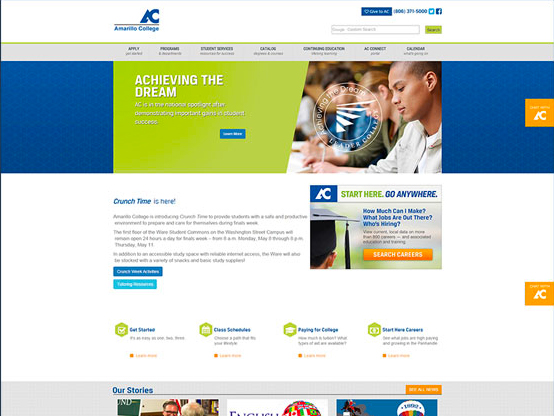 AC
Amarillo College
Give to AC (806) 371-5000
Search
APPLY PROGRAMS STUDENT SERVICES CATALOG CONTINUING EDUCATION AC CONNECT CALENDAR
get started & departments resources for success degrees & courses lifelong learning portal what's going on
ACHIEVING THE
DREAM
AC is in the national spotlight after
demonstrating important gains in student
success.
Learn More
Achieving the Dream
LEADER COLLEGE
AC
Crunch Time is here!
Amarillo College is introducing Crunch Time to provide students with a safe and productive
environment to prepare and care for themselves during finals week.
The first floor of the Ware Student Commons on the Washington Street Campus will
remain open 24 hours a day for finals week - from 8 a.m. Monday, May 8 through 8 p.m.
Thursday, May 11.
In addition to an accessible study space with reliable internet access, the Ware will also
be stocked with a variety of snacks and basic study supplies!
Crunch Week Activities
Tutoring Resources
AC START HERE. GO ANYWHERE.
How Much Can I Make?
What Jobs Are Out There?
Who's Hiring?
View current, local data on more
than 800 careers — and associated
education and training.
SEARCH CAREERS
AC
Get Started
It's as easy as one, two, three.
Learn more
Class Schedules
Choose a path that fits
your lifestyle
Learn more
Paying for College
How much is tuition? What
types of aid are available?
Learn more
Start Here Careers
See what jobs are high paying
and growing in the Panhandle
Learn more
Our Stories
SEE ALL NEWS
ENGLISH